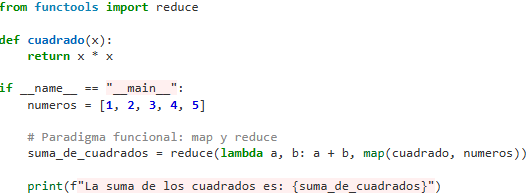 from functools import reduce
def cuadrado(x):
    return x * x
if __name__ == "__main__":
    numeros = [1, 2, 3, 4, 5]
    # Paradigma funcional: map y reduce
    suma_de_cuadrados = reduce(lambda a, b: a + b, map(cuadrado, numeros))
    print(f"La suma de los cuadrados es: {suma_de_cuadrados}")